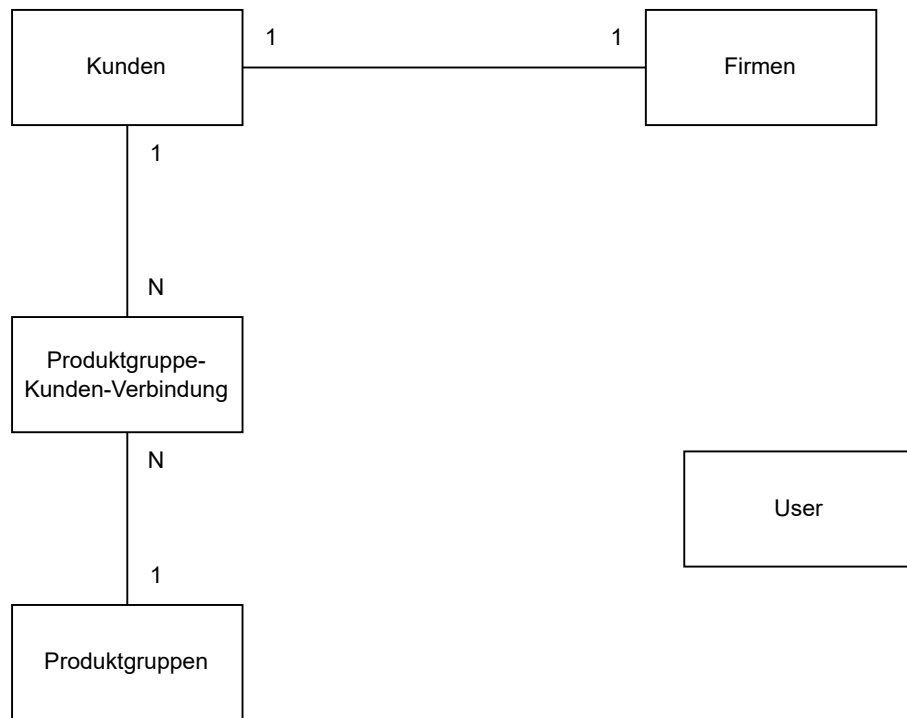 Kunden
1
1
Firmen
1
N
Produktgruppe-
Kunden-Verbindung
N
User
1
Produktgruppen